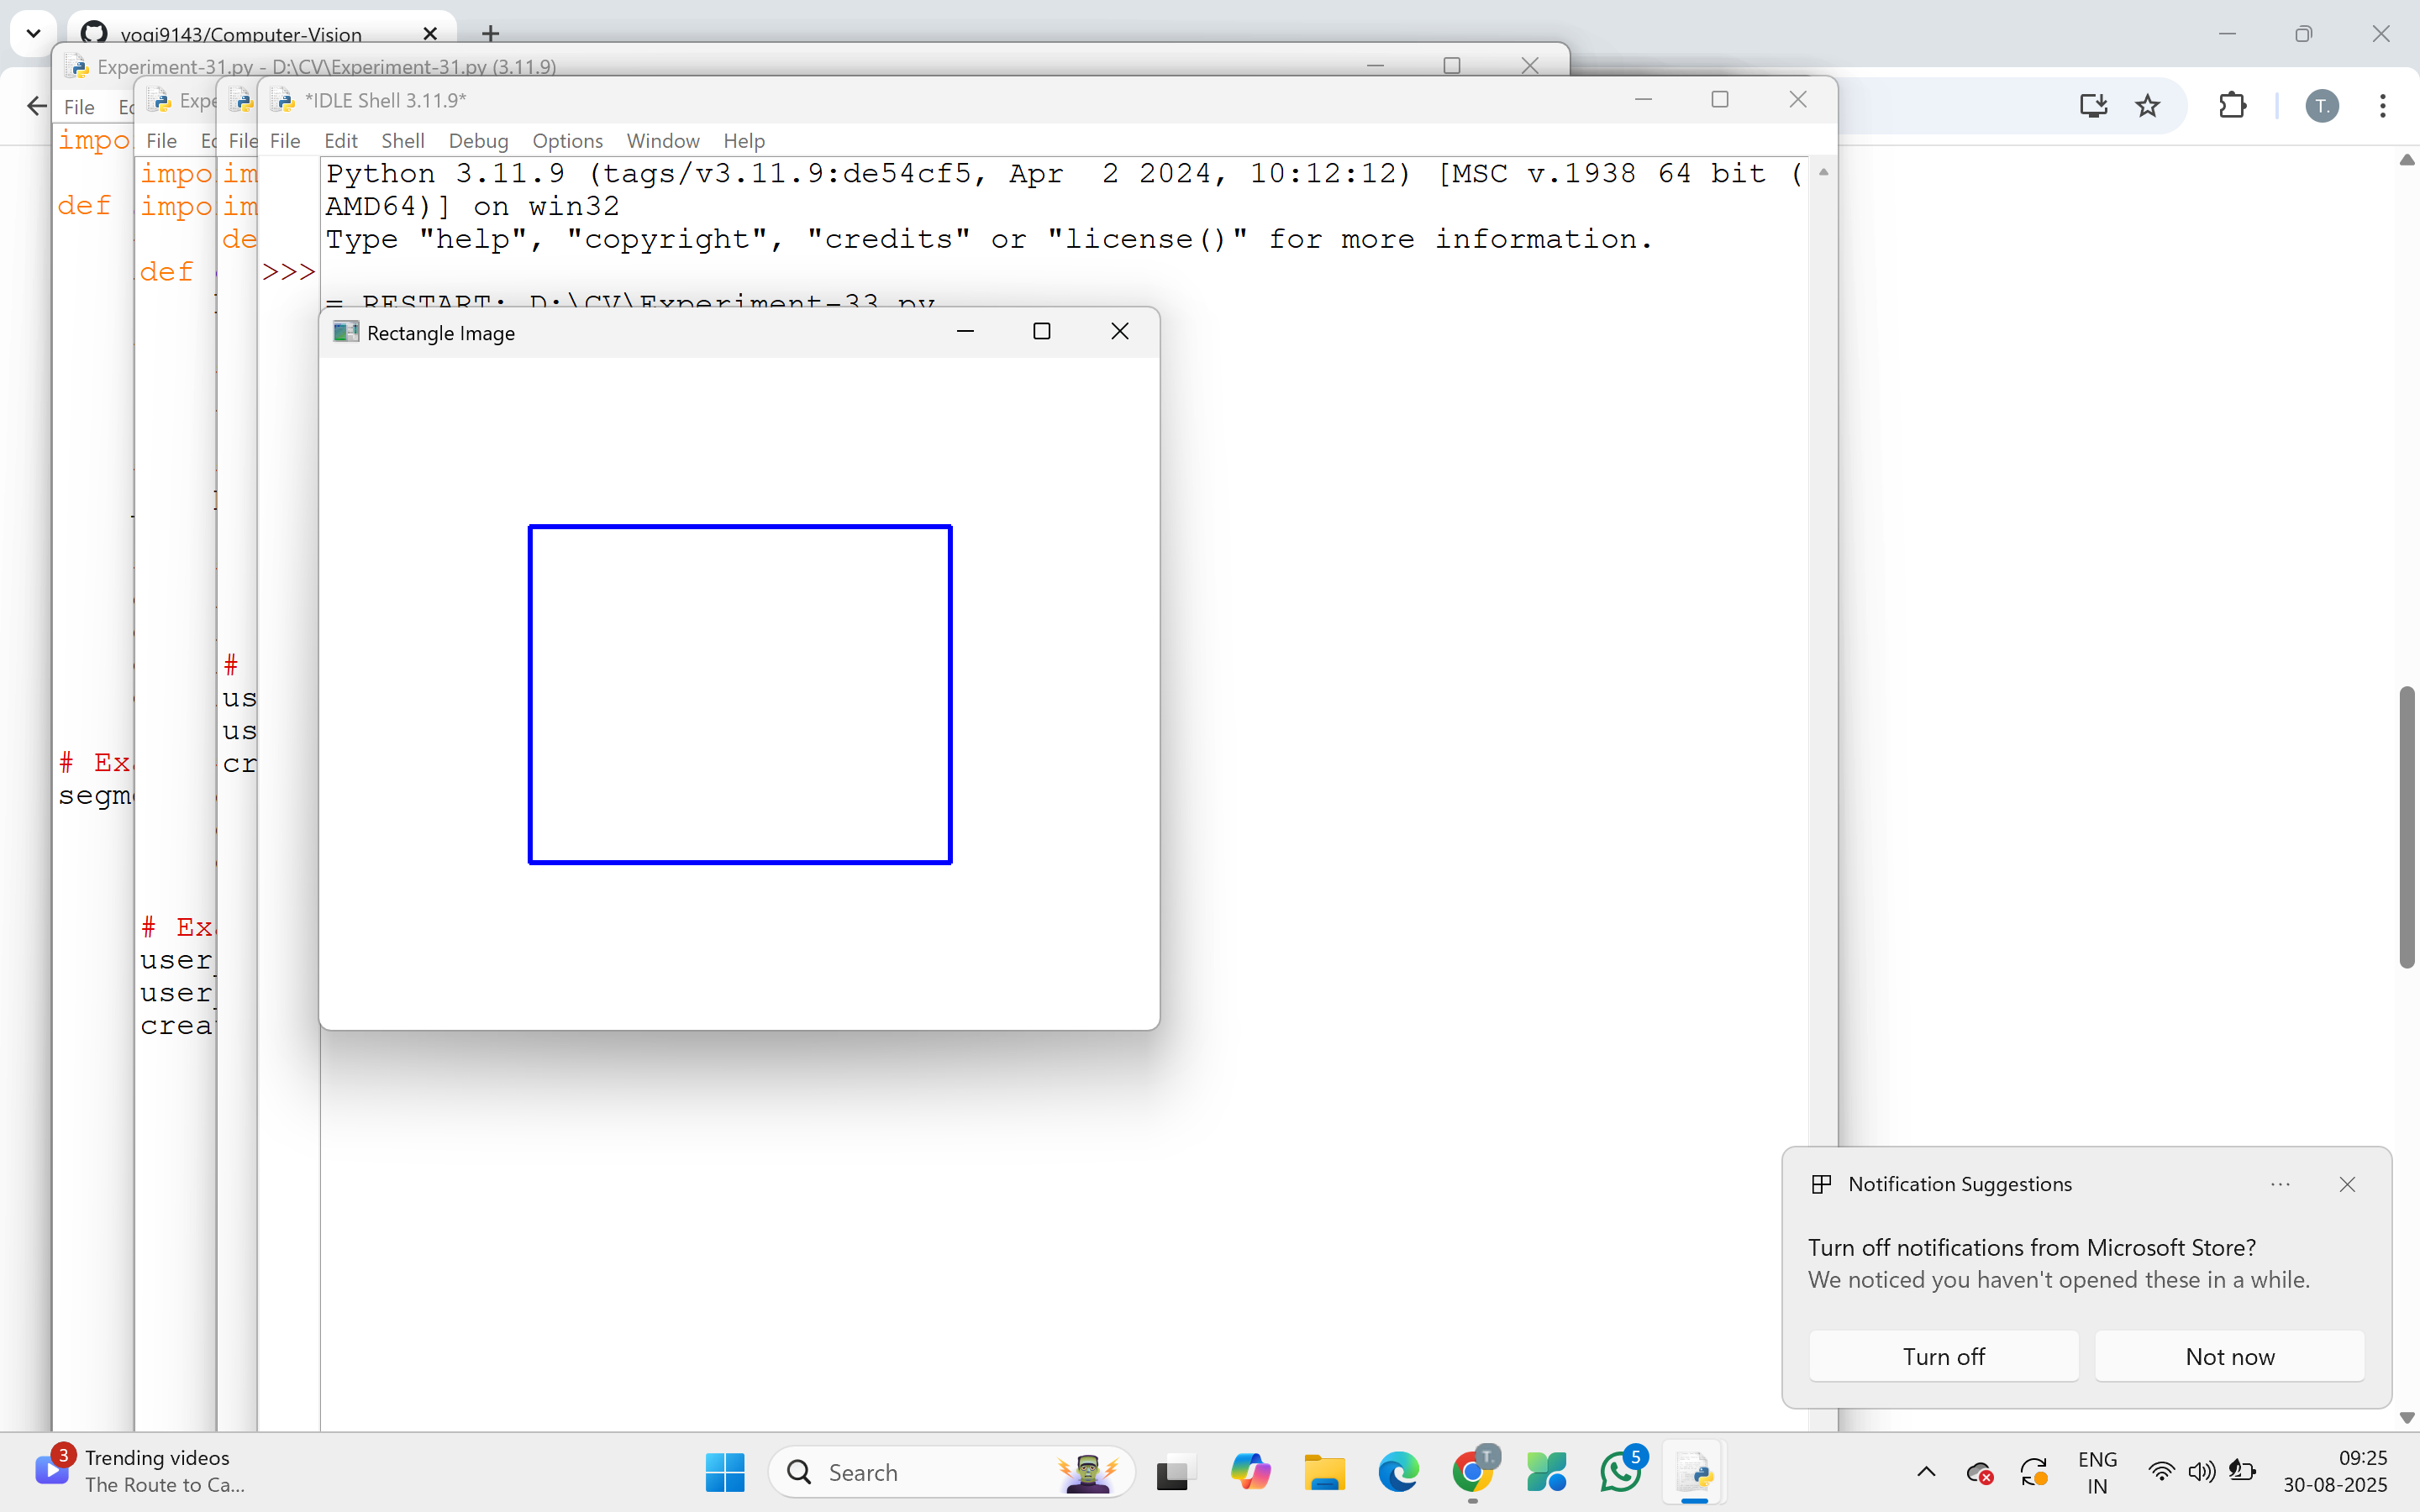 yogi9143/Computer-Vision
Experiment-31.py - D:\CV\Experiment-31.py (3.11.9)
File
impo
def
# Ex
segm
Expe
File
impo
impo
def
# Ex
user_
user_
crea
File
im
im
de
#
us
us
cr
*IDLE Shell 3.11.9*
File Edit Shell Debug Options Window Help
Python 3.11.9 (tags/v3.11.9:de54cf5, Apr  2 2024, 10:12:12) [MSC v.1938 64 bit (
AMD64)] on win32
Type "help", "copyright", "credits" or "license()" for more information.
>>>
= RESTART: D:\CV\Experiment-33.py
Rectangle Image
T.
Notification Suggestions
Turn off notifications from Microsoft Store?
We noticed you haven't opened these in a while.
Turn off
Not now
3
Trending videos
The Route to Ca...
Search
T.
5
ENG
IN
09:25
30-08-2025